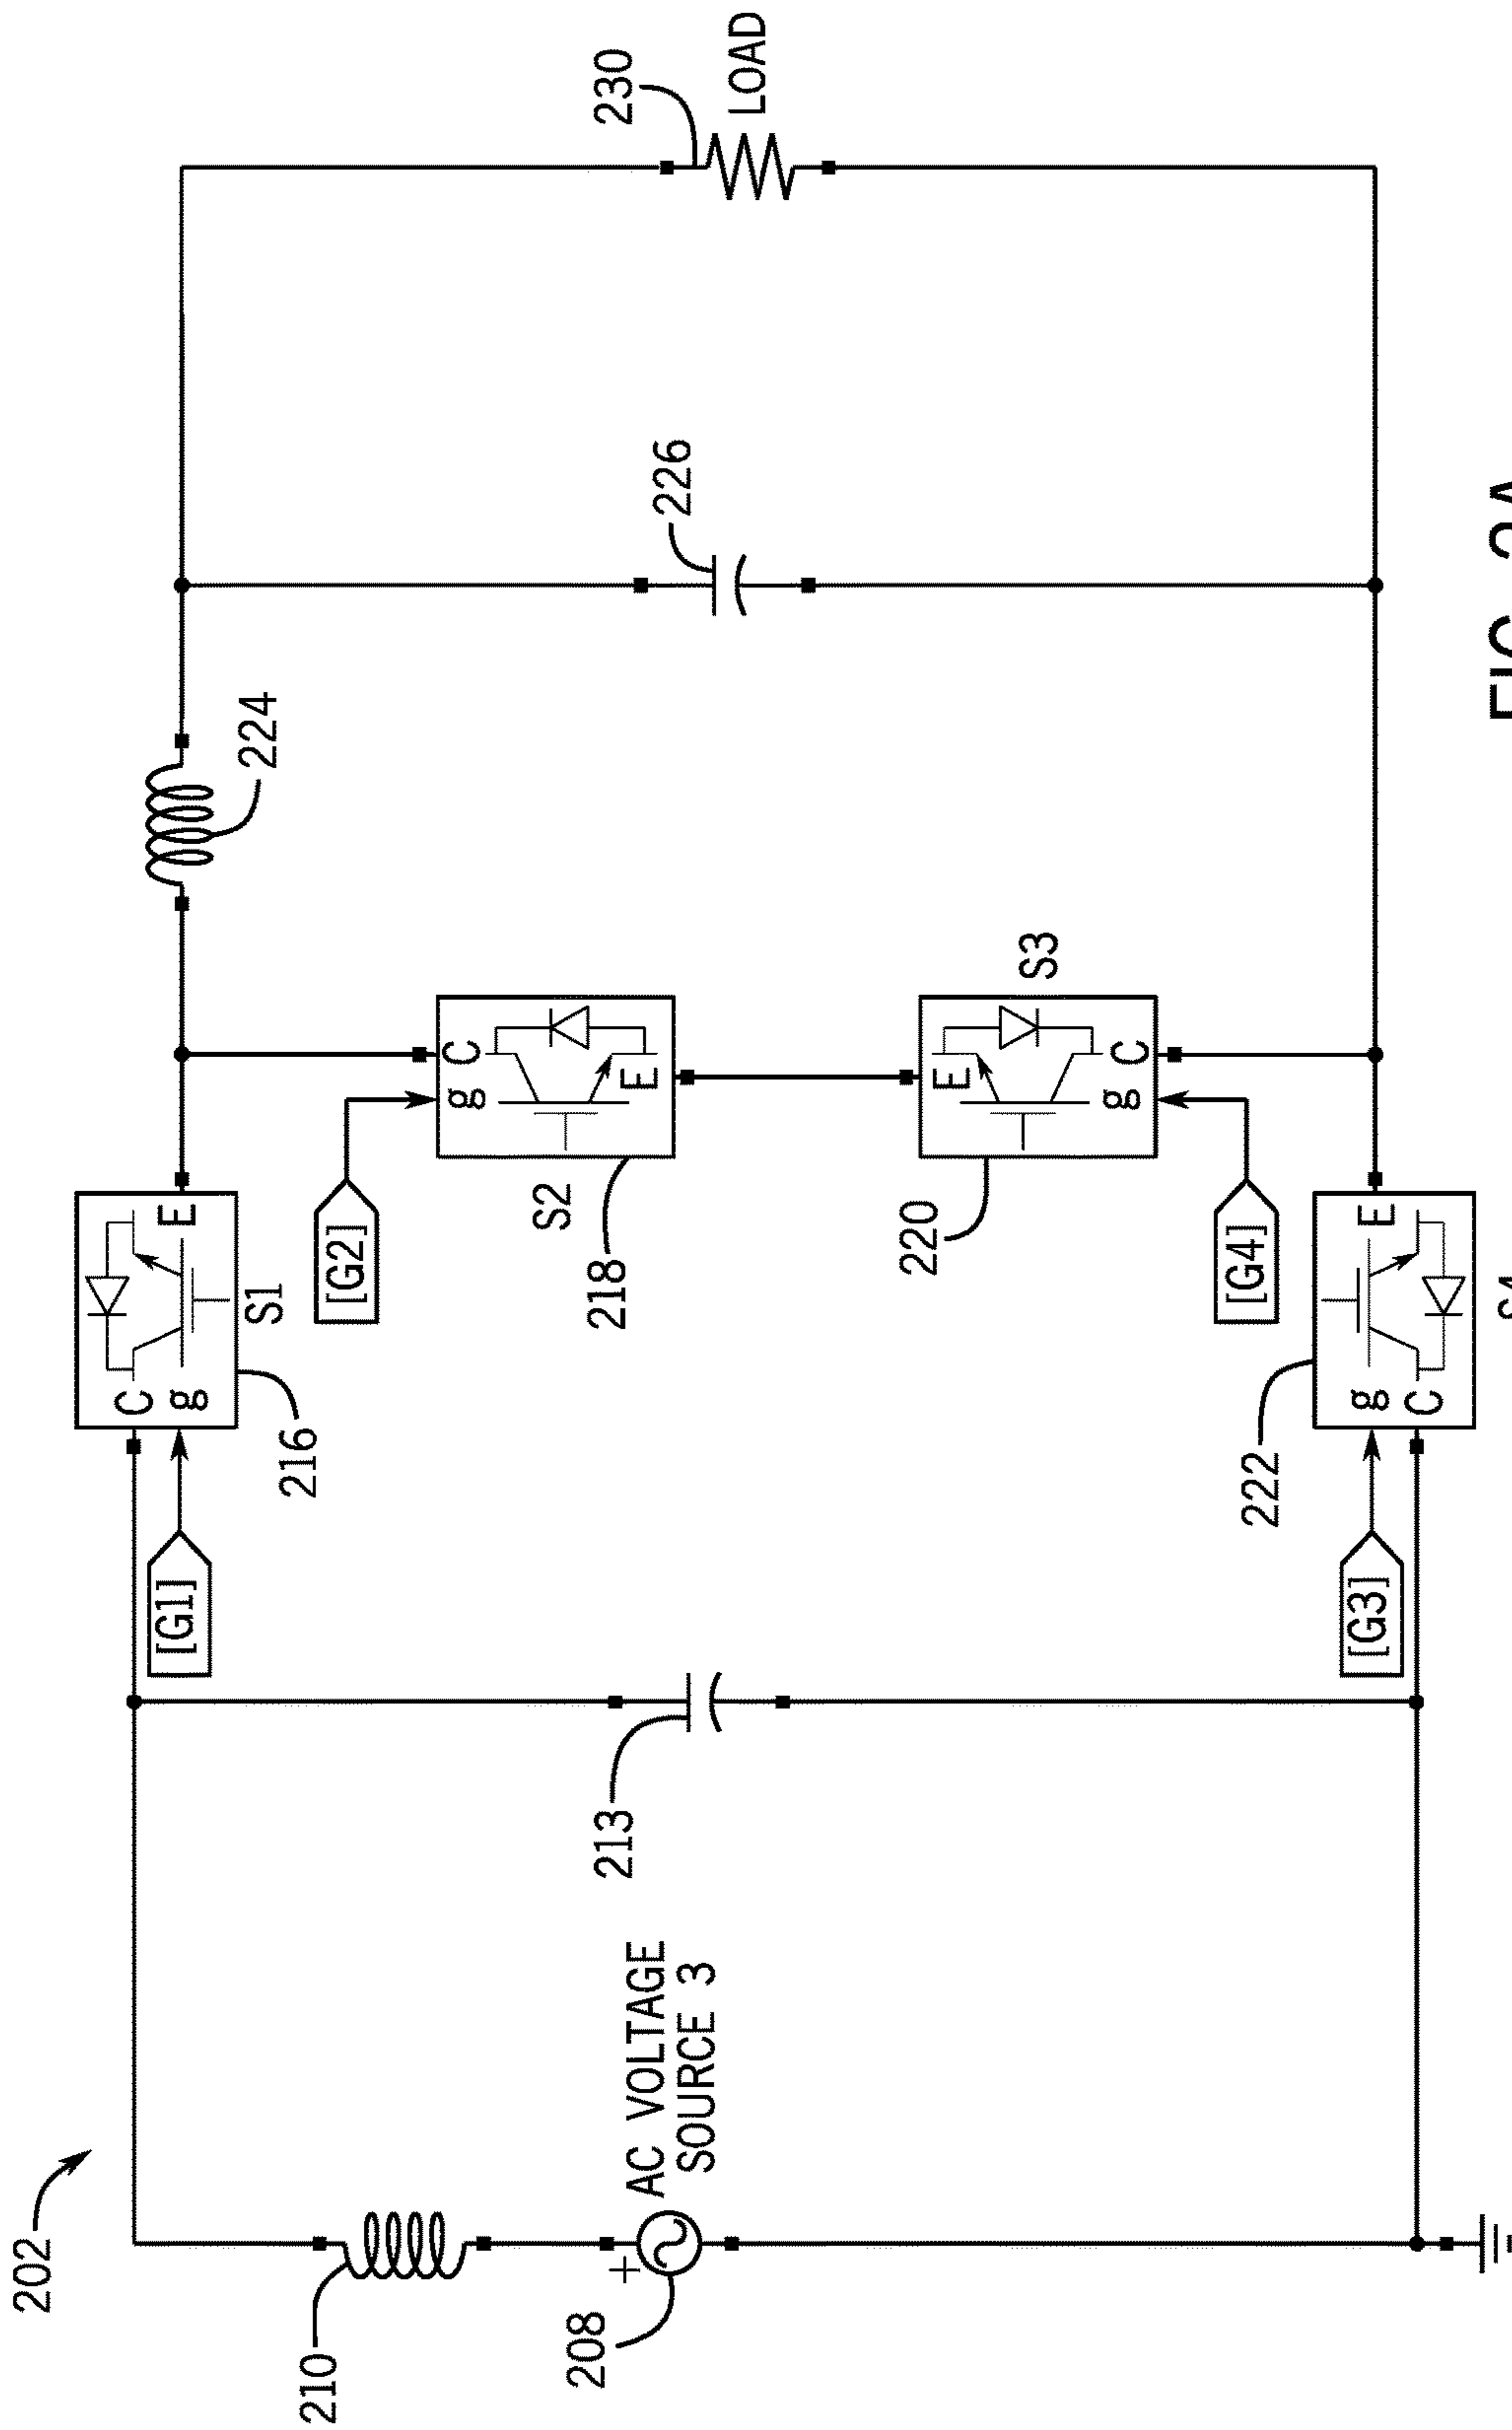 202
210
208
AC VOLTAGE
SOURCE 3
213
[G1]
C
g
E
S1
216
[G2]
g
C
E
S2
218
224
E
g
C
S3
220
[G4]
[G3]
g
C
E
222
226
230
LOAD